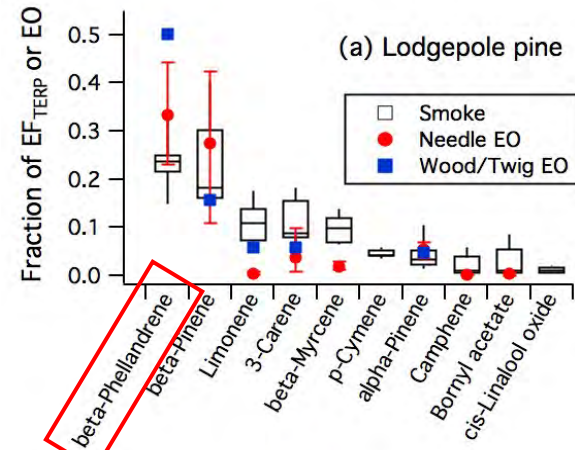 (a) Lodgepole pine
Smoke
Needle EO
Wood/Twig EO
Fraction of EF_TERP or EO
0.5
0.4
0.3
0.2
0.1
0.0
beta-Phellandrene
beta-Pinene
Limonene
3-Carene
beta-Myrcene
p-Cymene
alpha-Pinene
Camphene
Bornyl acetate
cis-Linalool oxide